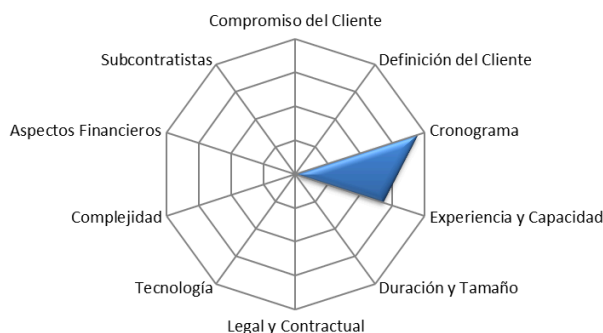 Compromiso del Cliente
Subcontratistas
Definición del Cliente
Aspectos Financieros
Cronograma
Complejidad
Experiencia y Capacidad
Tecnología
Duración y Tamaño
Legal y Contractual